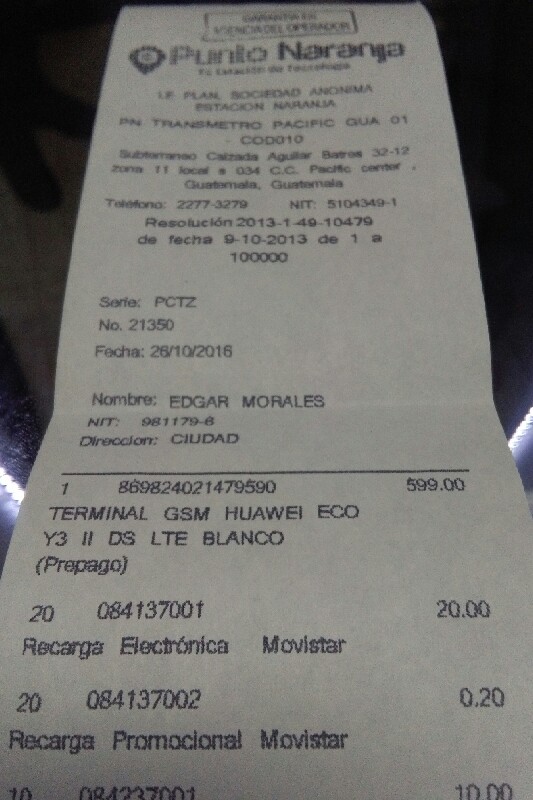 GARANTIA EN
AGENCIA DEL OPERADOR
Punto Naranja
Tu Estación de Tecnología
I.F. PLAN, SOCIEDAD ANONIMA
ESTACION NARANJA
PN TRANSMETRO PACIFIC GUA 01
- COD010
Subterraneo Calzada Aguilar Batres 32-12
zona 11 local s 034 C.C. Pacific center ,
Guatemala, Guatemala
Teléfono: 2277-3279 NIT: 5104349-1
Resolución 2013-1-49-10479
de fecha 9-10-2013 de 1 a
100000
Serie: PCTZ
No. 21350
Fecha: 26/10/2016
Nombre: EDGAR MORALES
NIT: 981179-6
Direccion: CIUDAD
1 869824021479590 599.00
TERMINAL GSM HUAWEI ECO
Y3 II DS LTE BLANCO
(Prepago)
20 084137001 20.00
Recarga Electrónica Movistar
20 084137002 0.20
Recarga Promocional Movistar
10 084237001 10.00